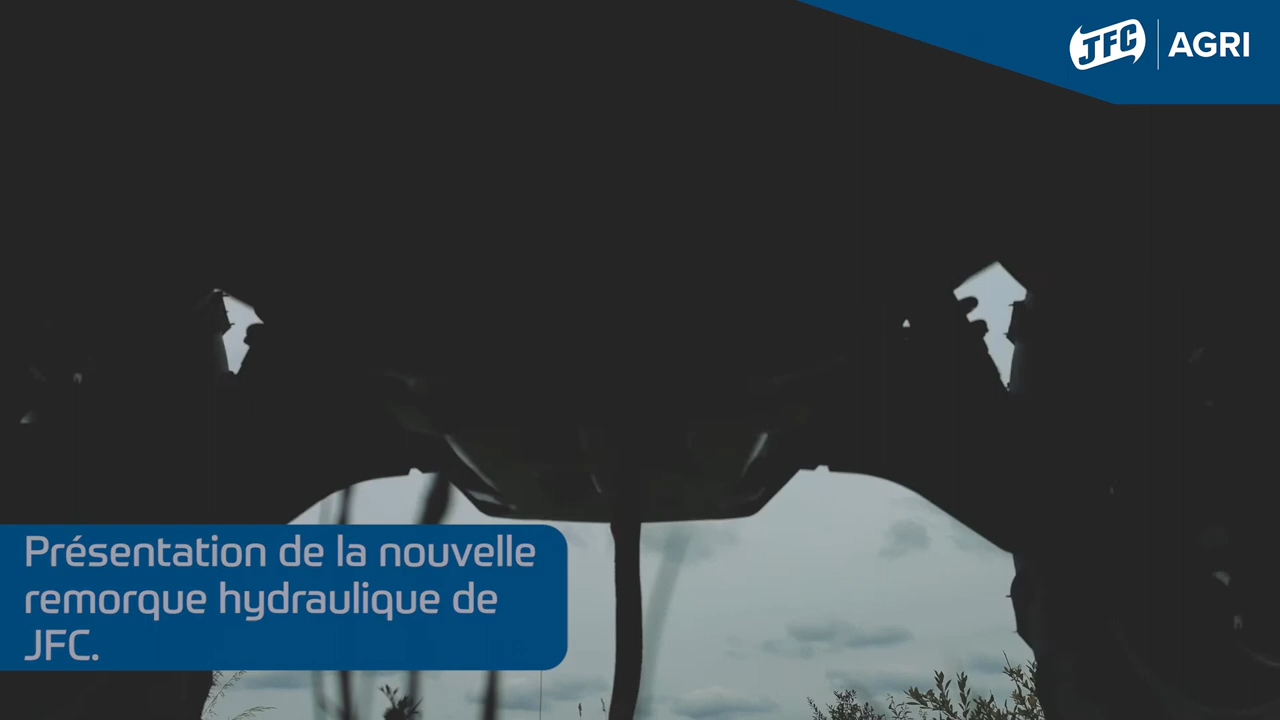 JFC AGRI
Présentation de la nouvelle
remorque hydraulique de
JFC.